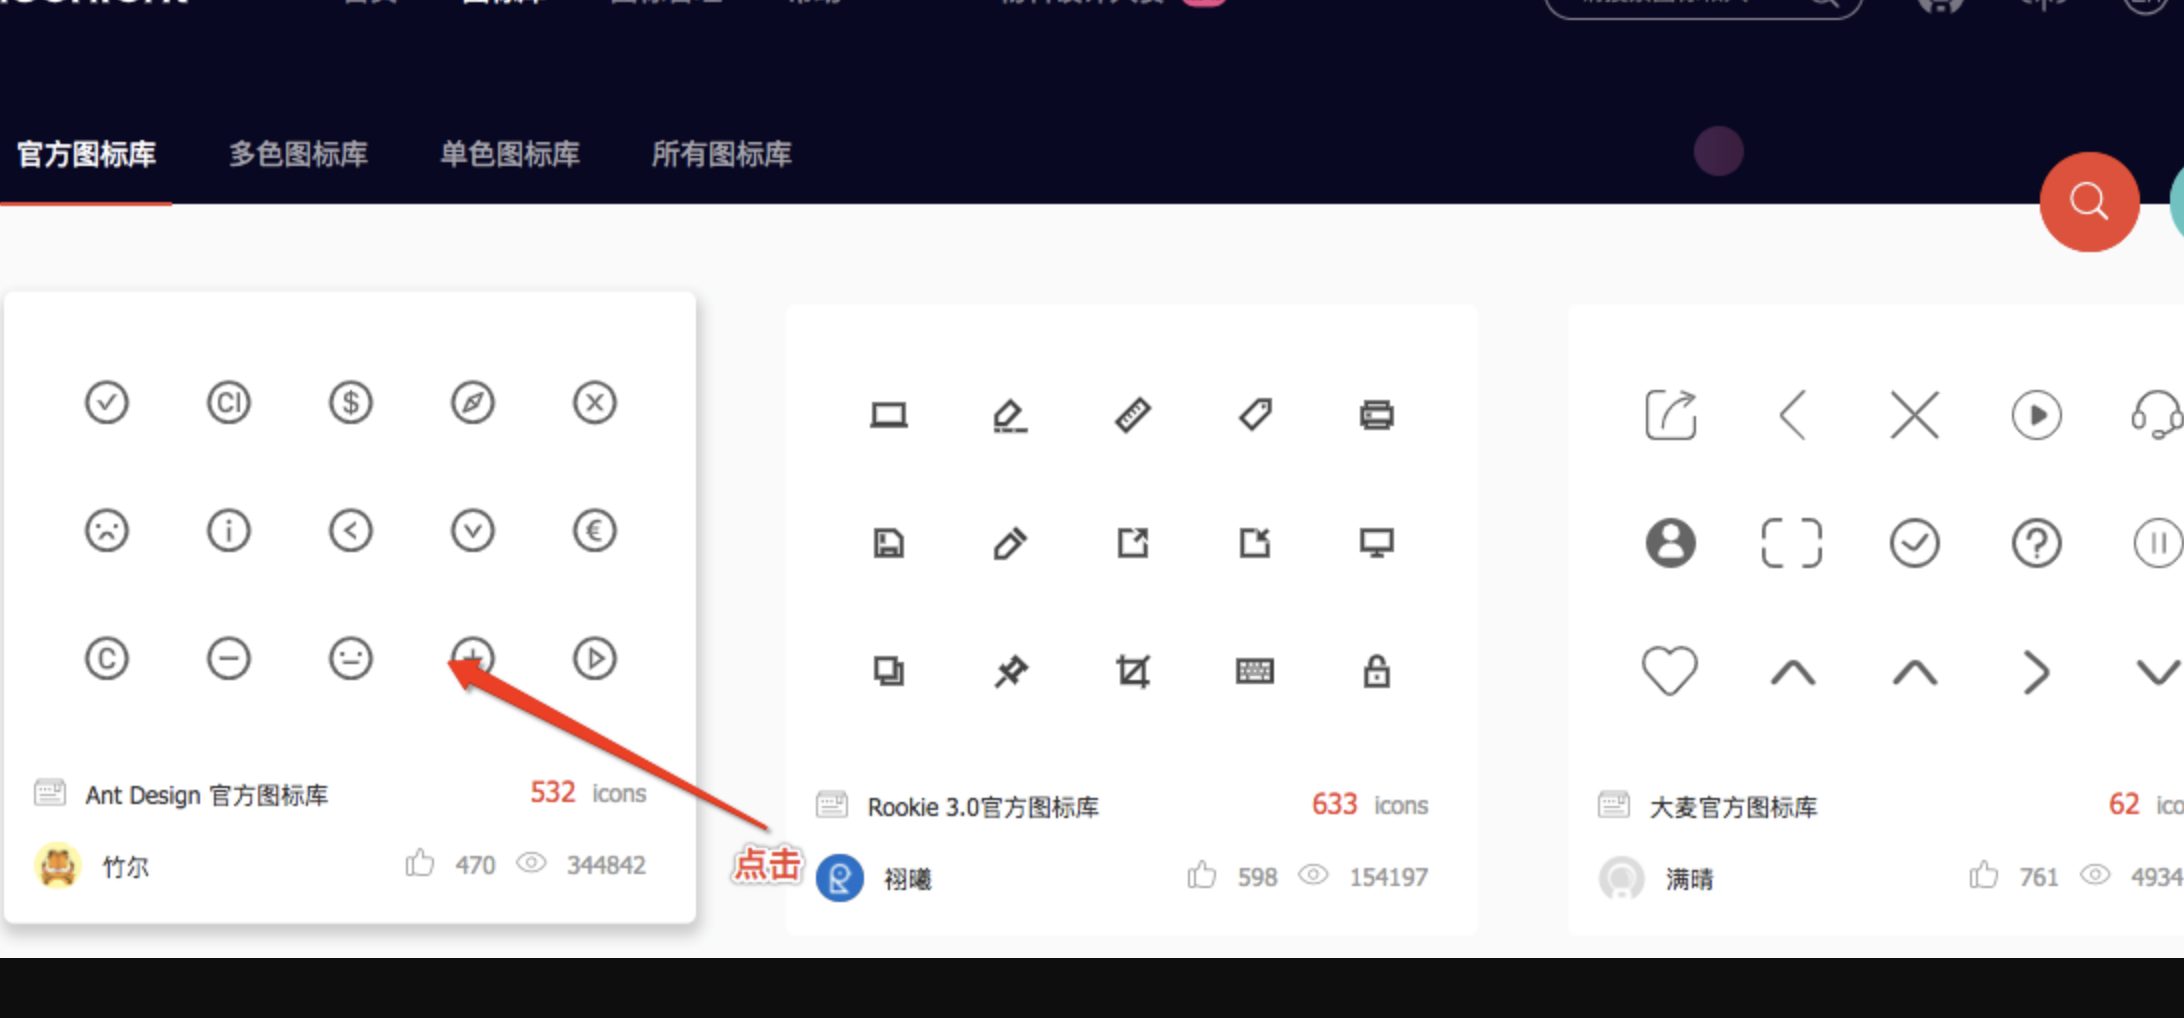 官方图标库 多色图标库 单色图标库 所有图标库
Ant Design 官方图标库 532 icons
竹尔 470 344842
点击
Rookie 3.0官方图标库 633 icons
栩曦 598 154197
大麦官方图标库 62 ico
满晴 761 4934